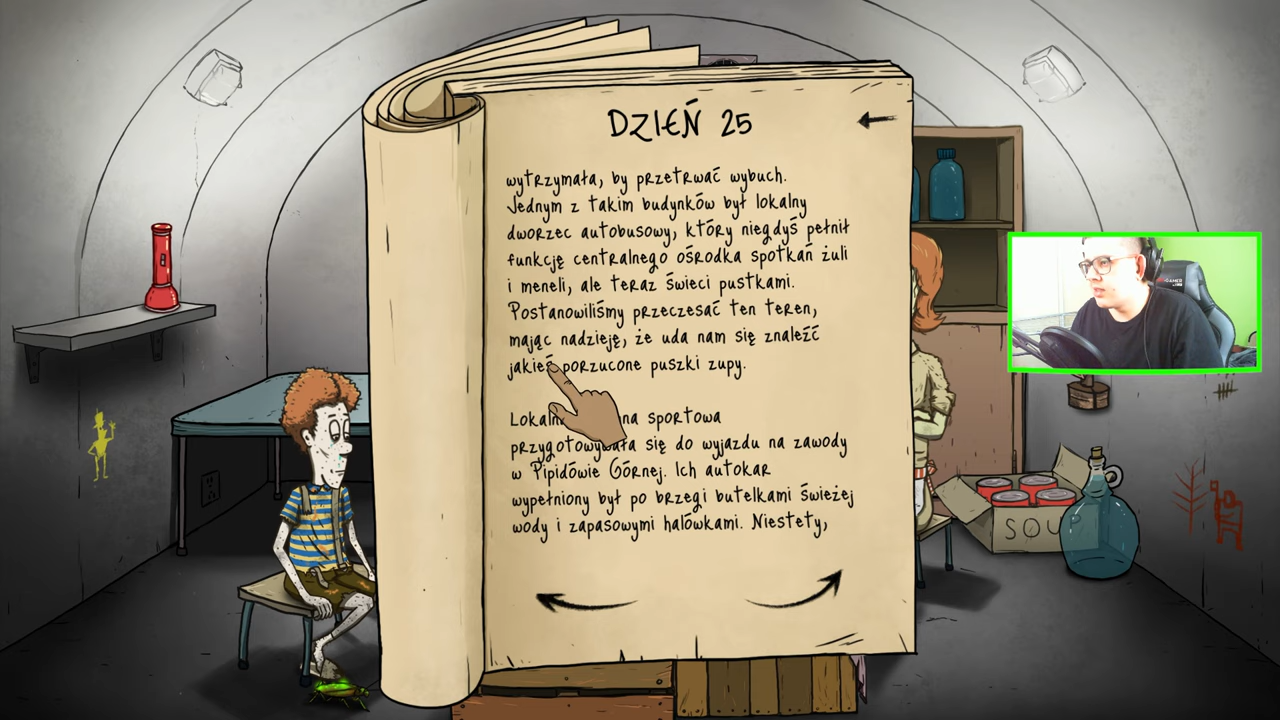 DZIEŃ 25
wytrzymała, by przetrwać wybuch.
Jednym z takim budynków był lokalny
dworzec autobusowy, który niegdyś pełnił
funkcję centralnego ośrodka spotkań żuli
i meneli, ale teraz świeci pustkami.
Postanowiliśmy przeczesać ten teren,
mając nadzieję, że uda nam się znaleźć
jakieś porzucone puszki zupy.
na sportowa
przygotowywała się do wyjazdu na zawody
w Pipidówie Górnej. Ich autokar
wypełniony był po brzegi butelkami świeżej
wody i zapasowymi halówkami. Niestety,
SOU